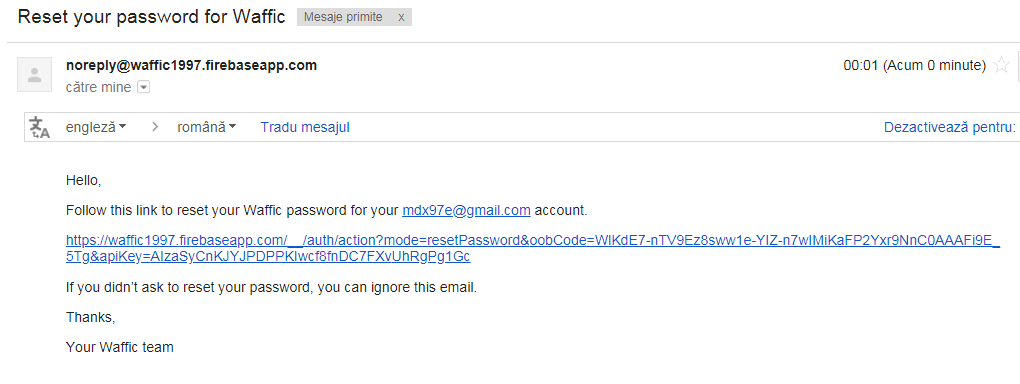 Reset your password for Waffic Mesaje primite x
noreply@waffic1997.firebaseapp.com 00:01 (Acum 0 minute)
către mine
engleză > română Tradu mesajul Dezactivează pentru:
Hello,
Follow this link to reset your Waffic password for your mdx97e@gmail.com account.
https://waffic1997.firebaseapp.com/__/auth/action?mode=resetPassword&oobCode=WlKdE7-nTV9Ez8sww1e-YIZ-n7wIMiKaFP2Yxr9NnC0AAAFi9E_
5Tg&apiKey=AIzaSyCnKJYJPDPPKlwcf8fnDC7FXvUhRgPg1Gc
If you didn’t ask to reset your password, you can ignore this email.
Thanks,
Your Waffic team